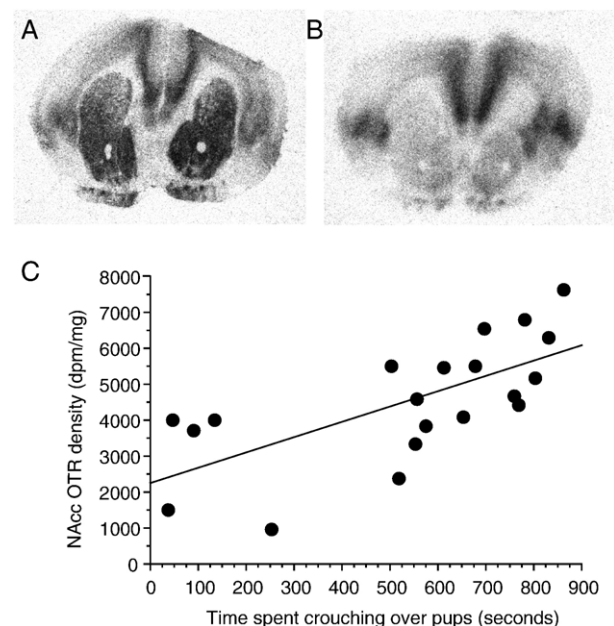 A
B
C
NAcc OTR density (dpm/mg)
8000
7000
6000
5000
4000
3000
2000
1000
0
0 100 200 300 400 500 600 700 800 900
Time spent crouching over pups (seconds)